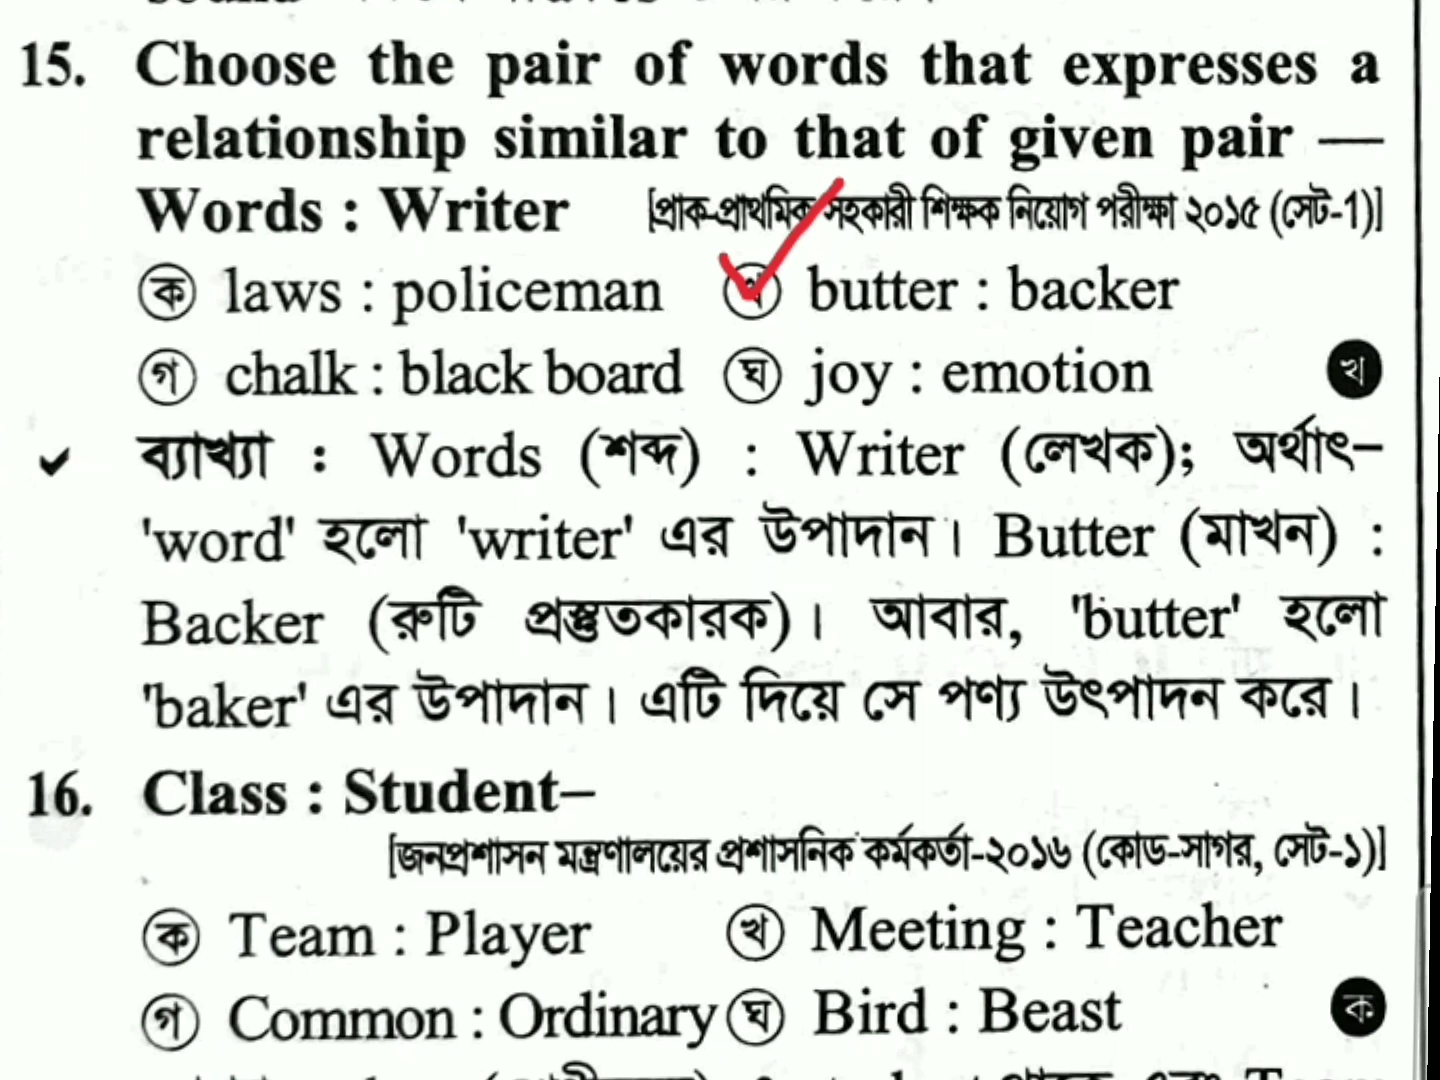 15. Choose the pair of words that expresses a
relationship similar to that of given pair —
Words : Writer [প্রাক-প্রাথমিক সহকারী শিক্ষক নিয়োগ পরীক্ষা ২০১৫ (সেট-1)]
ক laws : policeman খ butter : backer
গ chalk : black board ঘ joy : emotion খ
ব্যাখ্যা : Words (শব্দ) : Writer (লেখক); অর্থাৎ–
'word' হলো 'writer' এর উপাদান। Butter (মাখন) :
Backer (রুটি প্রস্তুতকারক)। আবার, 'butter' হলো
'baker' এর উপাদান। এটি দিয়ে সে পণ্য উৎপাদন করে।
16. Class : Student–
[জনপ্রশাসন মন্ত্রণালয়ের প্রশাসনিক কর্মকর্তা-২০১৬ (কোড-সাগর, সেট-১)]
ক Team : Player খ Meeting : Teacher
গ Common : Ordinary ঘ Bird : Beast ক